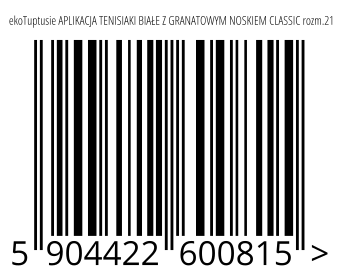 ekoTuptusie APLIKACJA TENISIAKI BIAŁE Z GRANATOWYM NOSKIEM CLASSIC rozm.21
5 904422 600815 >